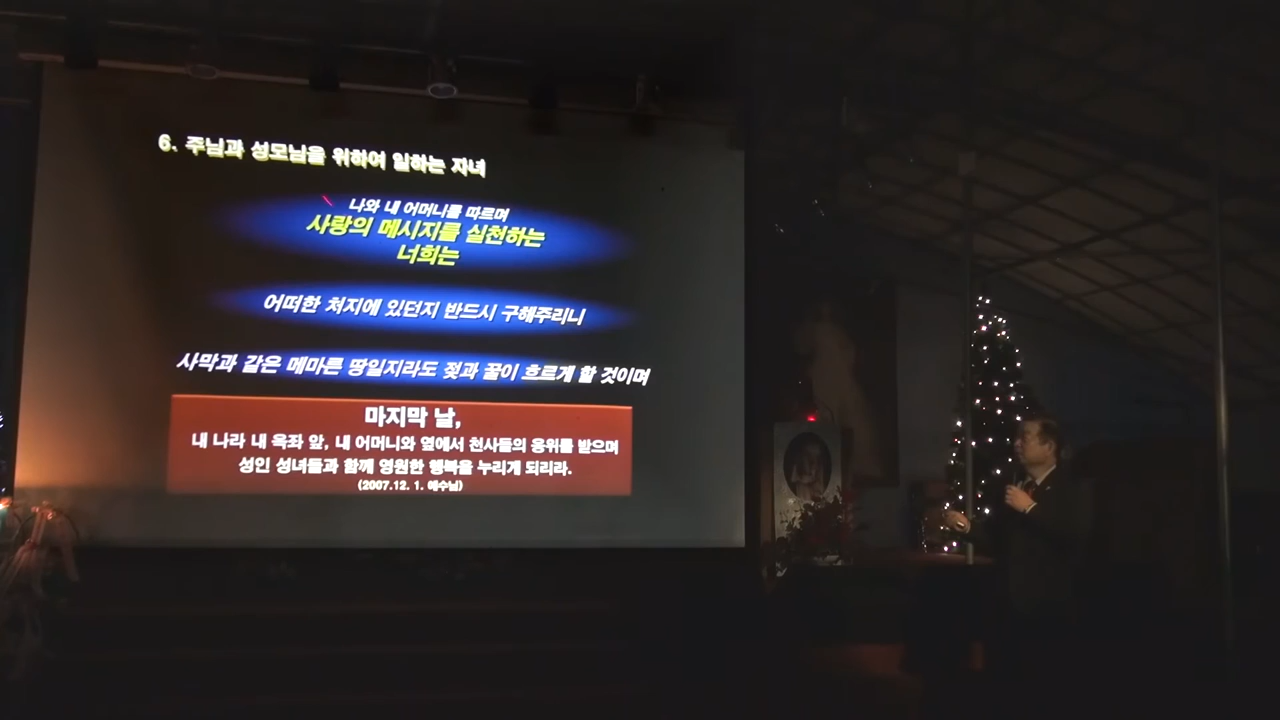 6. 주님과 성모님을 위하여 일하는 자녀
나와 내 어머니를 따르며
사랑의 메시지를 실천하는
너희는
어떠한 처지에 있던지 반드시 구해주리니
사막과 같은 메마른 땅일지라도 젖과 꿀이 흐르게 할 것이며
마지막 날,
내 나라 내 옥좌 앞, 내 어머니와 옆에서 천사들의 옹위를 받으며
성인 성녀들과 함께 영원한 행복을 누리게 되리라.
(2007.12. 1. 예수님)